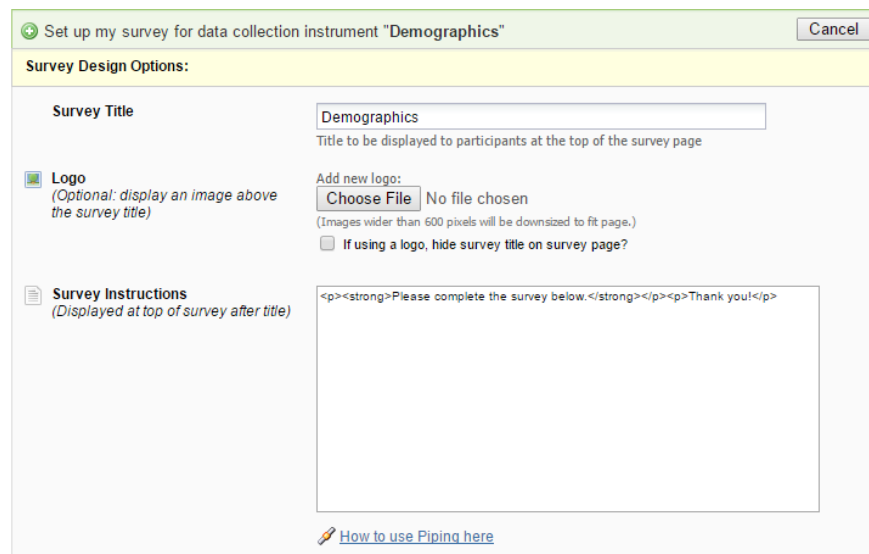 Set up my survey for data collection instrument "Demographics"
Cancel
Survey Design Options:
Survey Title
Demographics
Title to be displayed to participants at the top of the survey page
Logo
(Optional: display an image above
the survey title)
Add new logo:
Choose File No file chosen
(Images wider than 600 pixels will be downsized to fit page.)
If using a logo, hide survey title on survey page?
Survey Instructions
(Displayed at top of survey after title)
<p><strong>Please complete the survey below.</strong></p><p>Thank you!</p>
How to use Piping here